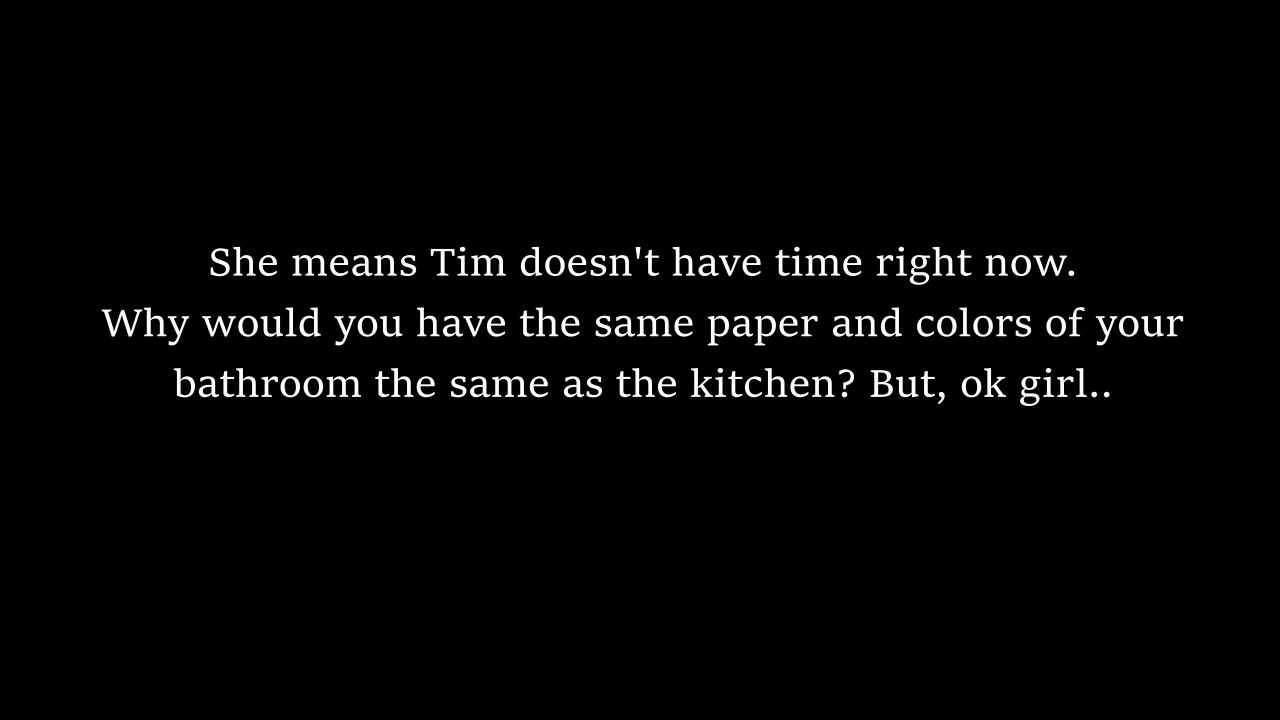 She means Tim doesn't have time right now.
Why would you have the same paper and colors of your
bathroom the same as the kitchen? But, ok girl..